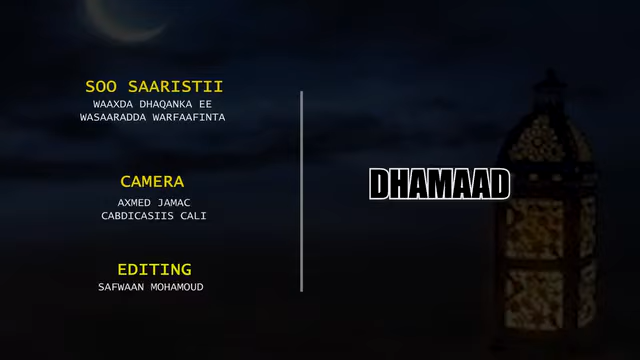 SOO SAARISTII
WAAXDA DHAQANKA EE
WASAARADDA WARFAAFINTA
CAMERA
AXMED JAMAC
CABDICASIIS CALI
EDITING
SAFWAAN MOHAMOUD
DHAMAAD